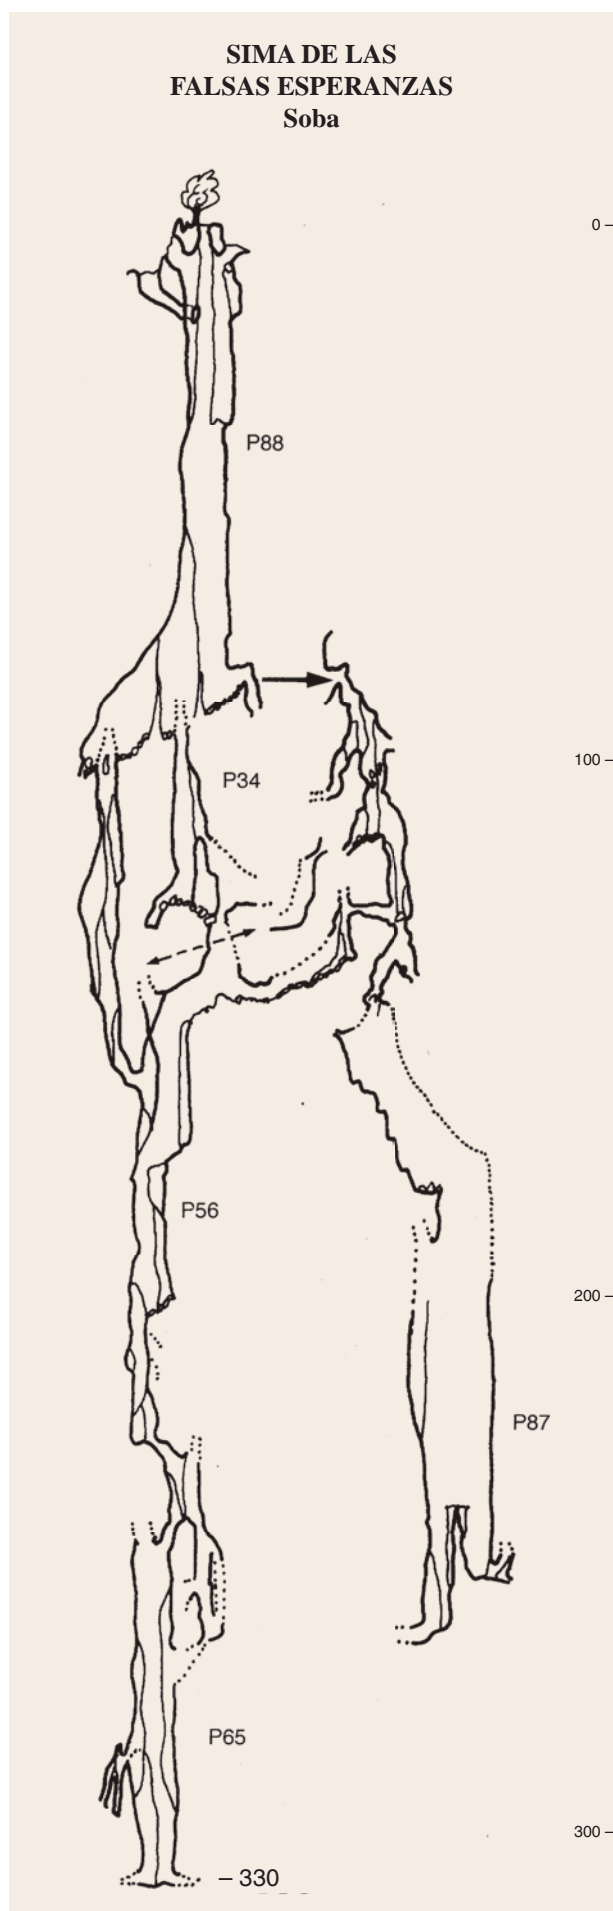 SIMA DE LAS
FALSAS ESPERANZAS
Soba
0 –
P88
100 –
P34
P56
200 –
P87
P65
300 –
– 330